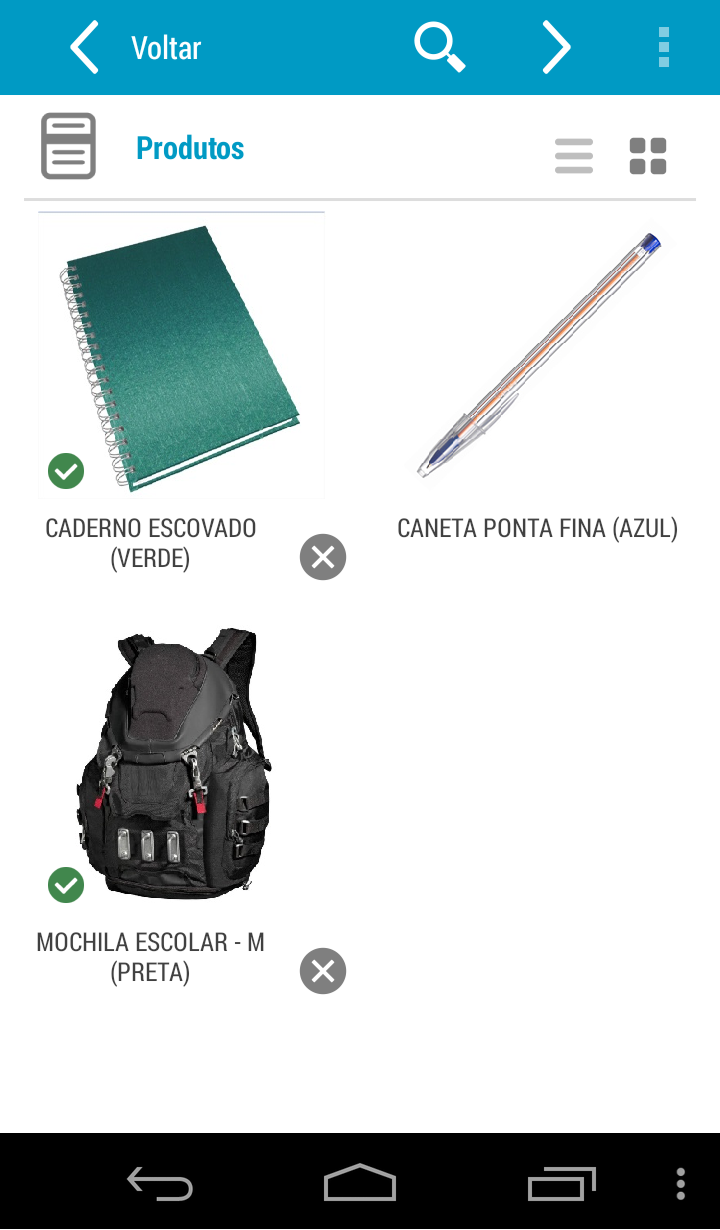 Voltar
Produtos
CADERNO ESCOVADO
(VERDE)
CANETA PONTA FINA (AZUL)
MOCHILA ESCOLAR - M
(PRETA)